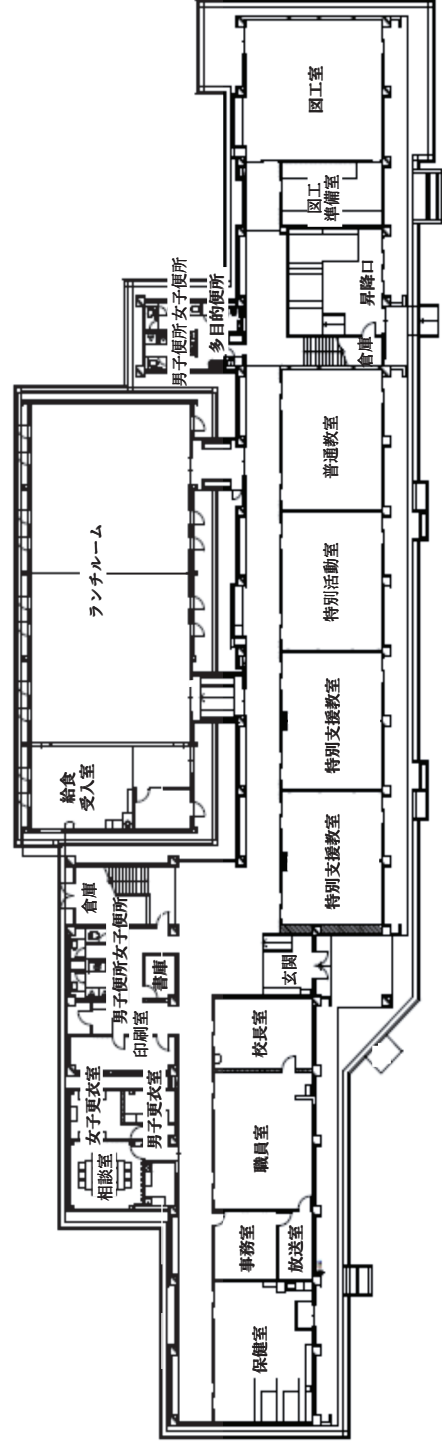 図工室
図工
準備室
昇降口
倉庫
男子便所
女子便所
多目的便所
普通教室
特別活動室
特別支援教室
特別支援教室
ランチルーム
給食
受入室
倉庫
男子便所
女子便所
書庫
印刷室
玄関
校長室
女子更衣室
男子更衣室
相談室
職員室
事務室
放送室
保健室